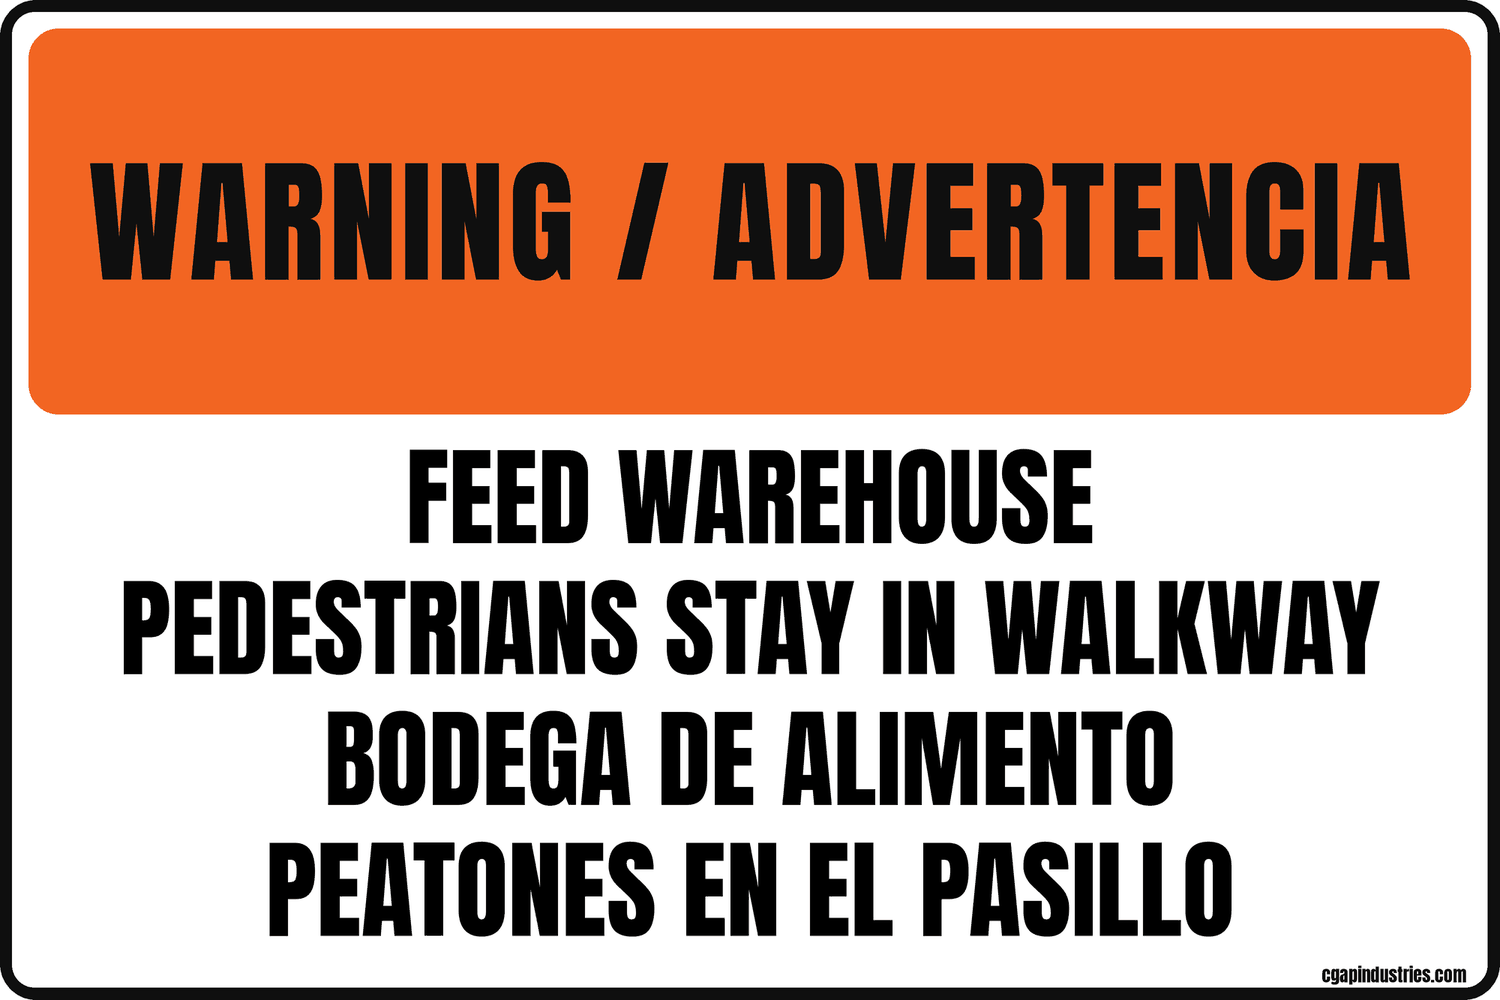 WARNING / ADVERTENCIA
FEED WAREHOUSE
PEDESTRIANS STAY IN WALKWAY
BODEGA DE ALIMENTO
PEATONES EN EL PASILLO
cgapindustries.com